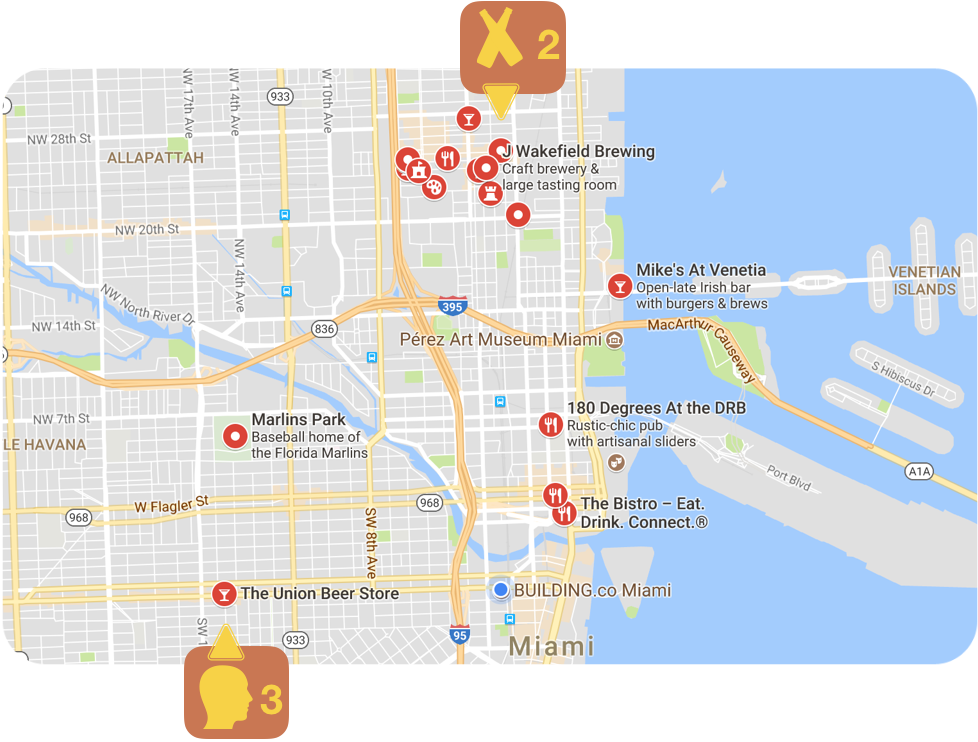 2
933
NW 17th Ave
NW 14th Ave
NW 10th Ave
NW 28th St
ALLAPATTAH
J Wakefield Brewing
Craft brewery &
large tasting room
NW 20th St
NW 14th Ave
Mike's At Venetia
Open-late Irish bar
with burgers & brews
VENETIAN
ISLANDS
NW North River Dr
395
NW 14th St
836
MacArthur Causeway
Pérez Art Museum Miami
S Hibiscus Dr
NW 7th St
Marlins Park
Baseball home of
the Florida Marlins
180 Degrees At the DRB
Rustic-chic pub
with artisanal sliders
LE HAVANA
Port Blvd
A1A
W Flagler St
968
968
The Bistro – Eat.
Drink. Connect.®
SW 8th Ave
The Union Beer Store
BUILDING.co Miami
SW 1
933
95
Miami
3